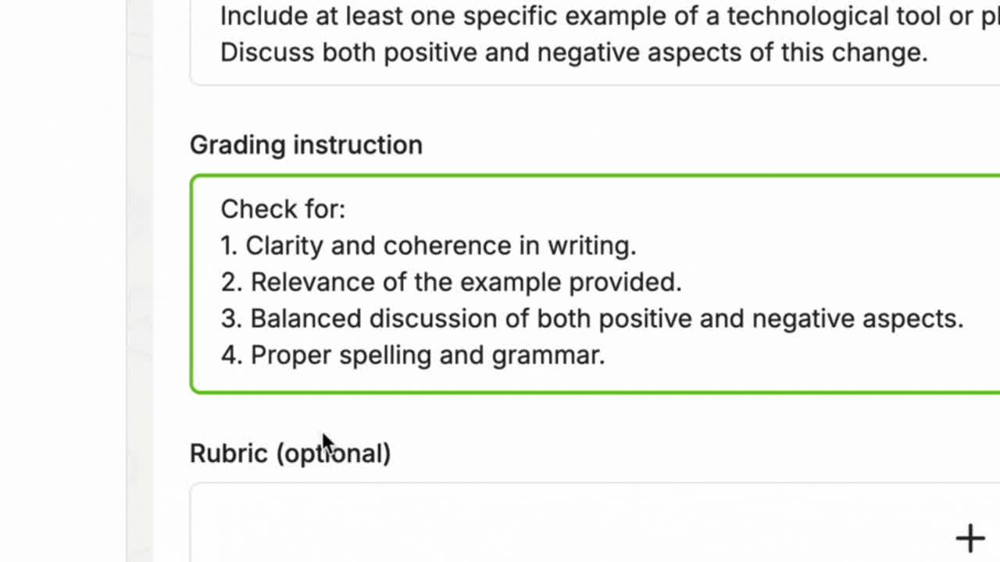 Include at least one specific example of a technological tool or
Discuss both positive and negative aspects of this change.
Grading instruction
Check for:
1. Clarity and coherence in writing.
2. Relevance of the example provided.
3. Balanced discussion of both positive and negative aspects.
4. Proper spelling and grammar.
Rubric (optional)